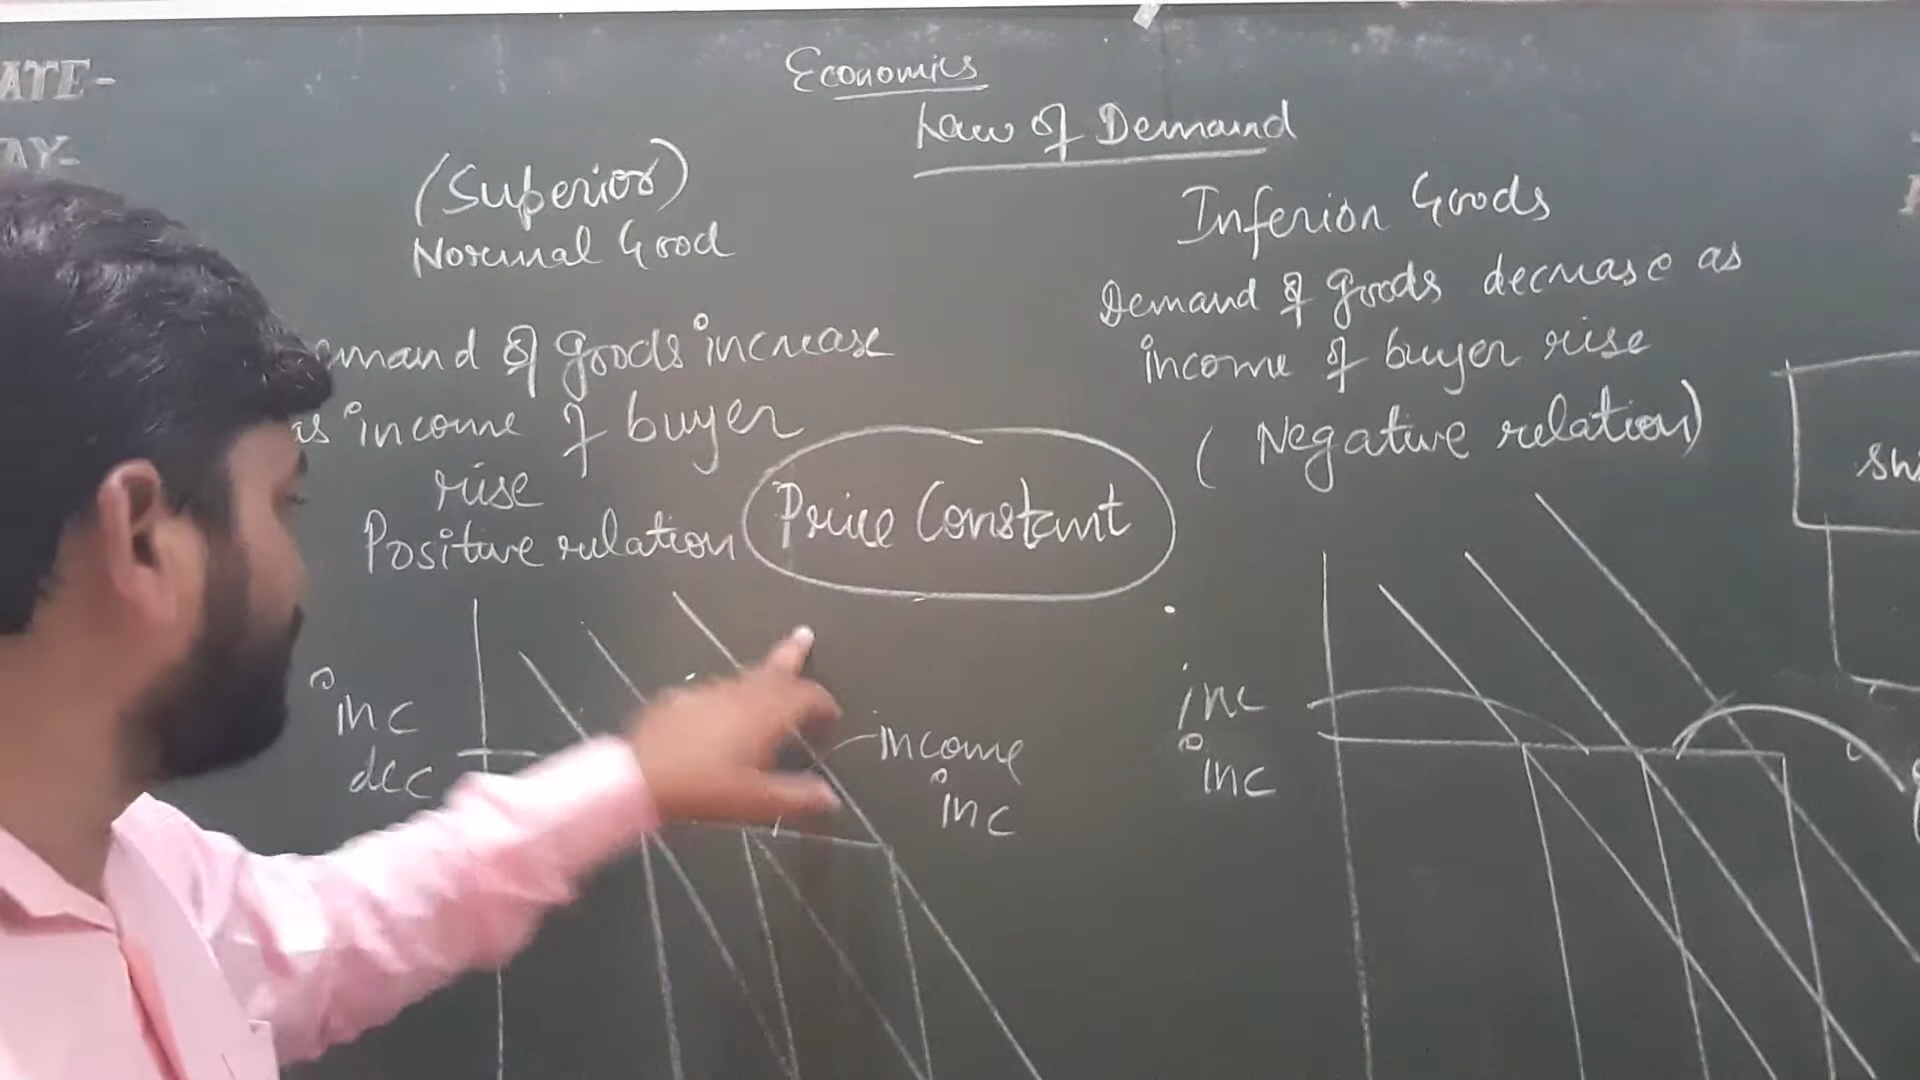 ATE-
AY-
Economics
Law of Demand
(Superior)
Normal Good
emand of goods increase
as income of buyer
rise
Positive relation
Price Constant
Inferior Goods
Demand of goods decrease as
income of buyer rise
(Negative relation)
inc
dec
income
inc
inc
inc